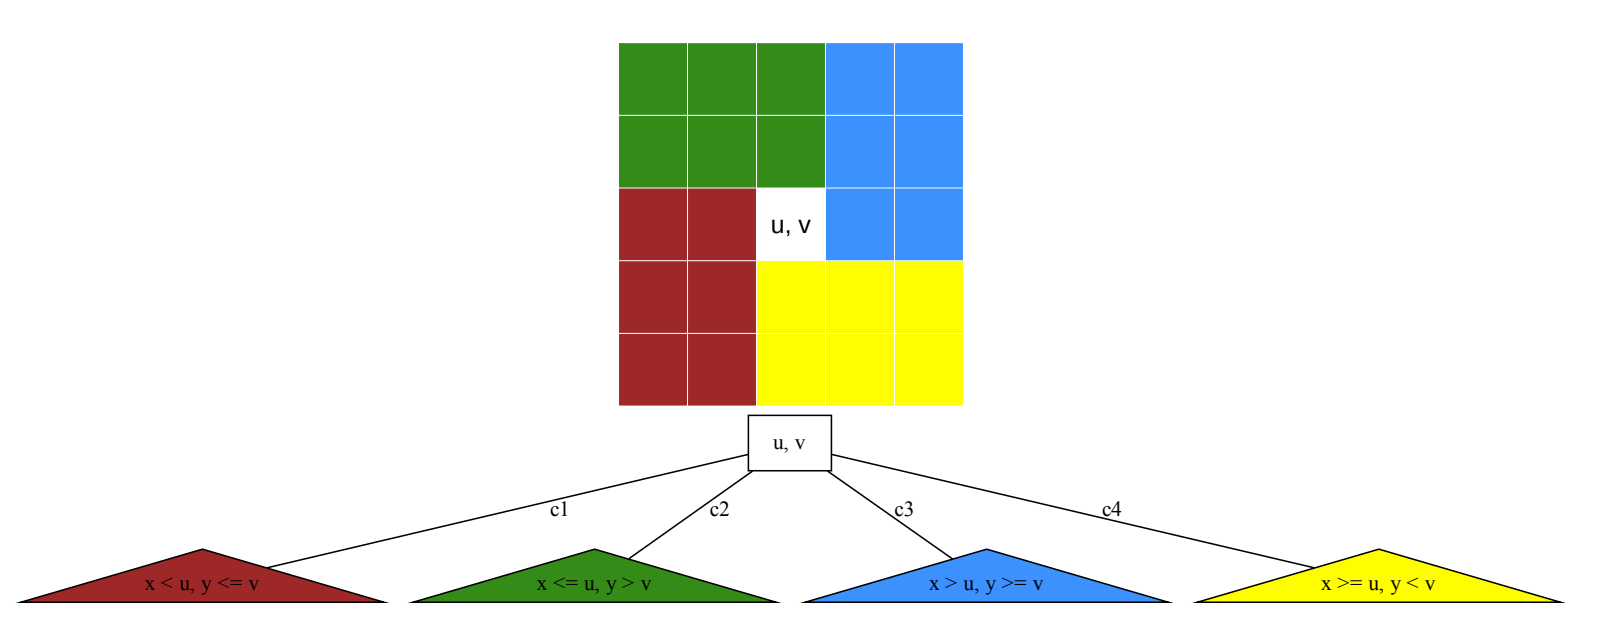 u, v
u, v
c1
c2
c3
c4
x < u, y <= v
x <= u, y > v
x > u, y >= v
x >= u, y < v